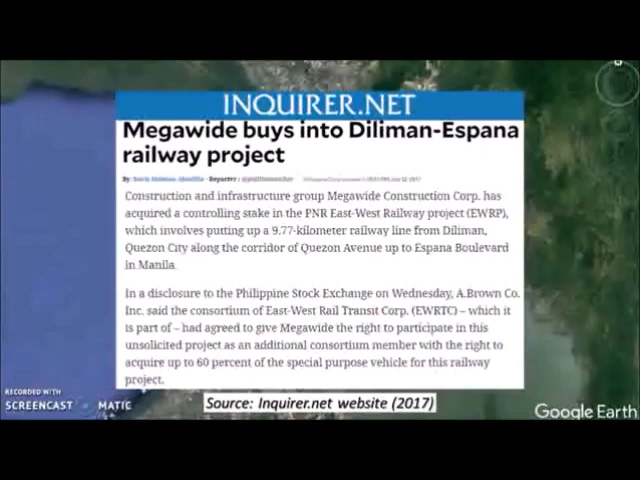 INQUIRER.NET
Megawide buys into Diliman-Espana
railway project
By: - Reporter /
Construction and infrastructure group Megawide Construction Corp. has
acquired a controlling stake in the PNR East-West Railway project (EWRP),
which involves putting up a 9.77-kilometer railway line from Diliman,
Quezon City along the corridor of Quezon Avenue up to Espana Boulevard
in Manila.
In a disclosure to the Philippine Stock Exchange on Wednesday, A.Brown Co.
Inc. said the consortium of East-West Rail Transit Corp. (EWRTC) – which it
is part of – had agreed to give Megawide the right to participate in this
unsolicited project as an additional consortium member with the right to
acquire up to 60 percent of the special purpose vehicle for this railway
project.
RECORDED WITH
SCREENCAST MATIC
Source: Inquirer.net website (2017)
Google Earth